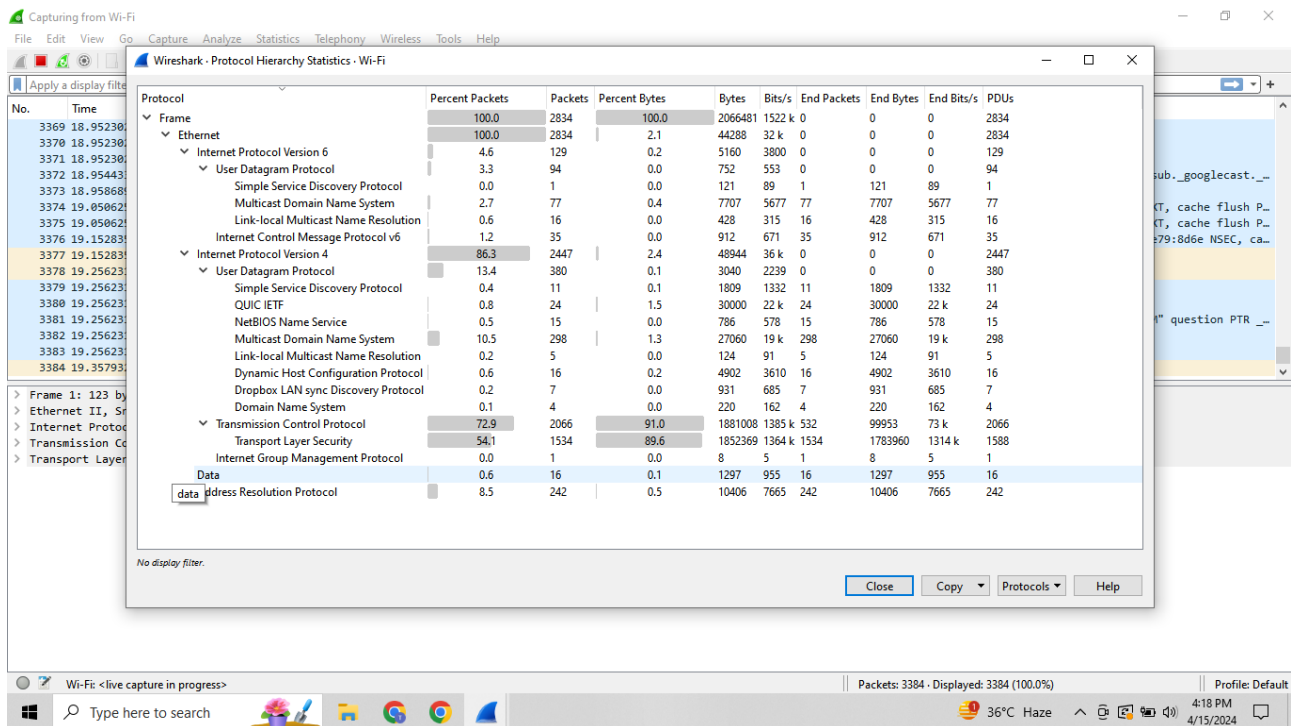 Capturing from Wi-Fi
File Edit View Go Capture Analyze Statistics Telephony Wireless Tools Help
Wireshark · Protocol Hierarchy Statistics · Wi-Fi
Apply a display filte
No. Time
3369 18.95230
3370 18.95230
3371 18.95230
3372 18.95443 sub._googlecast._…
3373 18.95868
3374 19.05062 XT, cache flush P…
3375 19.05062 XT, cache flush P…
3376 19.15283 e79:8d6e NSEC, ca…
3377 19.15283
3378 19.25623
3379 19.25623
3380 19.25623
3381 19.25623 " question PTR _…
3382 19.25623
3383 19.25623
3384 19.35793
Frame 1: 123 by
Ethernet II, Sr
Internet Protoc
Transmission Co
Transport Layer
Protocol Percent Packets Packets Percent Bytes Bytes Bits/s End Packets End Bytes End Bits/s PDUs
Frame 100.0 2834 100.0 2066481 1522 k 0 0 0 2834
Ethernet 100.0 2834 2.1 44288 32 k 0 0 0 2834
Internet Protocol Version 6 4.6 129 0.2 5160 3800 0 0 0 129
User Datagram Protocol 3.3 94 0.0 752 553 0 0 0 94
Simple Service Discovery Protocol 0.0 1 0.0 121 89 1 121 89 1
Multicast Domain Name System 2.7 77 0.4 7707 5677 77 7707 5677 77
Link-local Multicast Name Resolution 0.6 16 0.0 428 315 16 428 315 16
Internet Control Message Protocol v6 1.2 35 0.0 912 671 35 912 671 35
Internet Protocol Version 4 86.3 2447 2.4 48944 36 k 0 0 0 2447
User Datagram Protocol 13.4 380 0.1 3040 2239 0 0 0 380
Simple Service Discovery Protocol 0.4 11 0.1 1809 1332 11 1809 1332 11
QUIC IETF 0.8 24 1.5 30000 22 k 24 30000 22 k 24
NetBIOS Name Service 0.5 15 0.0 786 578 15 786 578 15
Multicast Domain Name System 10.5 298 1.3 27060 19 k 298 27060 19 k 298
Link-local Multicast Name Resolution 0.2 5 0.0 124 91 5 124 91 5
Dynamic Host Configuration Protocol 0.6 16 0.2 4902 3610 16 4902 3610 16
Dropbox LAN sync Discovery Protocol 0.2 7 0.0 931 685 7 931 685 7
Domain Name System 0.1 4 0.0 220 162 4 220 162 4
Transmission Control Protocol 72.9 2066 91.0 1881008 1385 k 532 99953 73 k 2066
Transport Layer Security 54.1 1534 89.6 1852369 1364 k 1534 1783960 1314 k 1588
Internet Group Management Protocol 0.0 1 0.0 8 5 1 8 5 1
Data 0.6 16 0.1 1297 955 16 1297 955 16
data
ddress Resolution Protocol 8.5 242 0.5 10406 7665 242 10406 7665 242
No display filter.
Close Copy Protocols Help
Wi-Fi: <live capture in progress> Packets: 3384 · Displayed: 3384 (100.0%) Profile: Default
Type here to search
36°C Haze
4:18 PM
4/15/2024